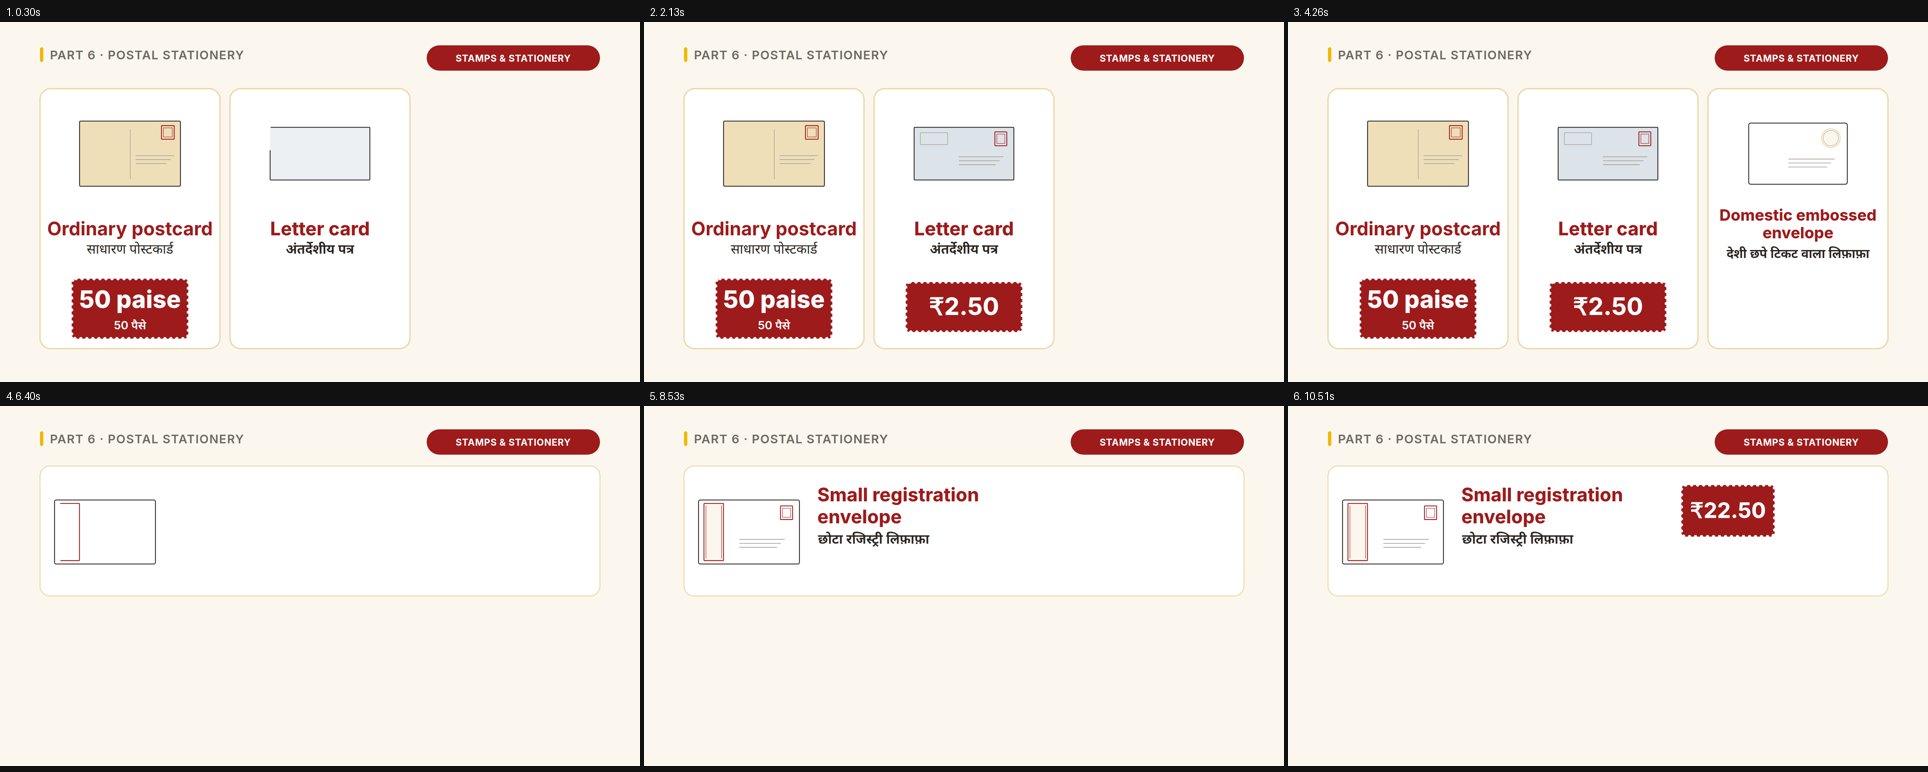 1. 0.30s
PART 6 · POSTAL STATIONERY
STAMPS & STATIONERY
Ordinary postcard
साधारण पोस्टकार्ड
50 paise
50 पैसे
Letter card
अंतर्देशीय पत्र
2. 2.13s
PART 6 · POSTAL STATIONERY
STAMPS & STATIONERY
Ordinary postcard
साधारण पोस्टकार्ड
50 paise
50 पैसे
Letter card
अंतर्देशीय पत्र
₹2.50
3. 4.26s
PART 6 · POSTAL STATIONERY
STAMPS & STATIONERY
Ordinary postcard
साधारण पोस्टकार्ड
50 paise
50 पैसे
Letter card
अंतर्देशीय पत्र
₹2.50
Domestic embossed
envelope
देशी छपे टिकट वाला लिफ़ाफ़ा
4. 6.40s
PART 6 · POSTAL STATIONERY
STAMPS & STATIONERY
5. 8.53s
PART 6 · POSTAL STATIONERY
STAMPS & STATIONERY
Small registration
envelope
छोटा रजिस्ट्री लिफ़ाफ़ा
6. 10.51s
PART 6 · POSTAL STATIONERY
STAMPS & STATIONERY
Small registration
envelope
छोटा रजिस्ट्री लिफ़ाफ़ा
₹22.50